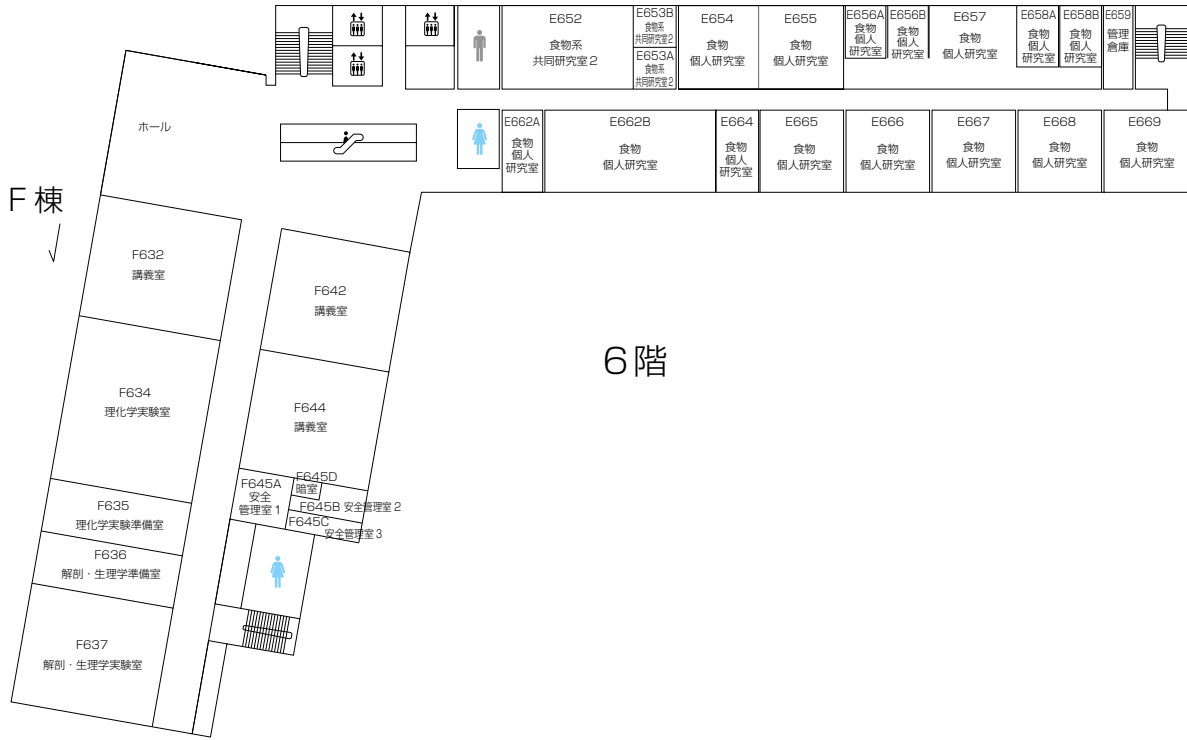 E652
食物系
共同研究室2
E653B
食物系
共同研究室2
E653A
食物系
共同研究室2
E654
食物
個人研究室
E655
食物
個人研究室
E656A
食物
個人
研究室
E656B
食物
個人
研究室
E657
食物
個人研究室
E658A
食物
個人
研究室
E658B
食物
個人
研究室
E659
管理
倉庫
ホール
E662A
食物
個人
研究室
E662B
食物
個人研究室
E664
食物
個人
研究室
E665
食物
個人研究室
E666
食物
個人研究室
E667
食物
個人研究室
E668
食物
個人研究室
E669
食物
個人研究室
F棟
F632
講義室
F642
講義室
6階
F634
理化学実験室
F644
講義室
F645A
安全
管理室1
F645D
暗室
F645B 安全管理室2
F645C
安全管理室3
F635
理化学実験準備室
F636
解剖・生理学準備室
F637
解剖・生理学実験室